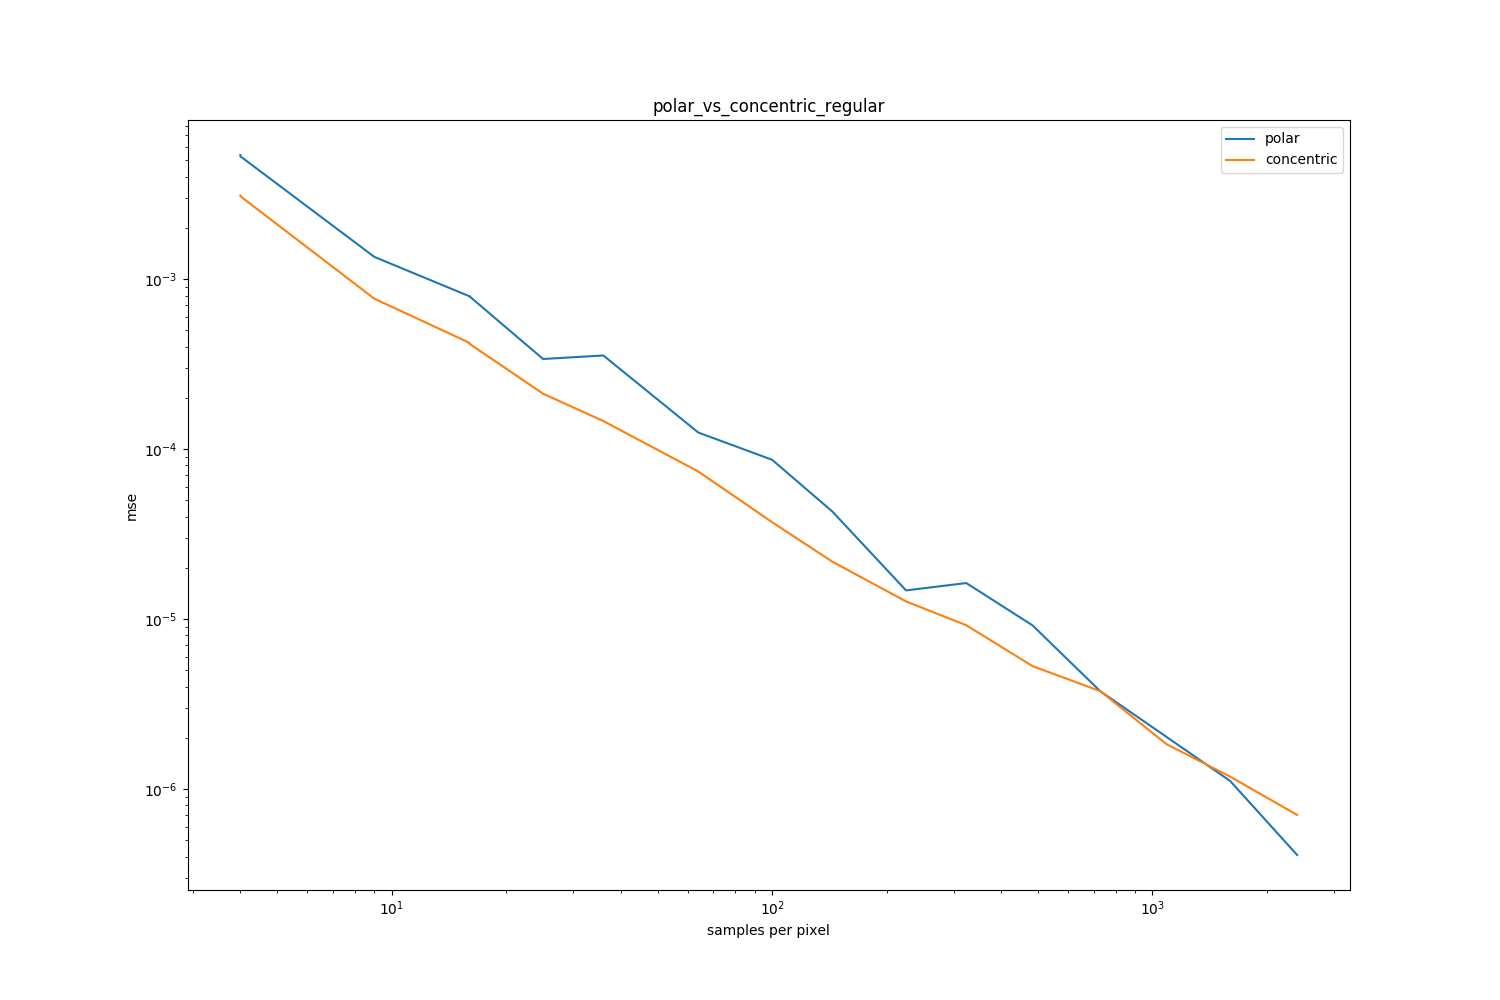 polar_vs_concentric_regular
polar
concentric
mse
10⁻³
10⁻⁴
10⁻⁵
10⁻⁶
10¹
10²
10³
samples per pixel